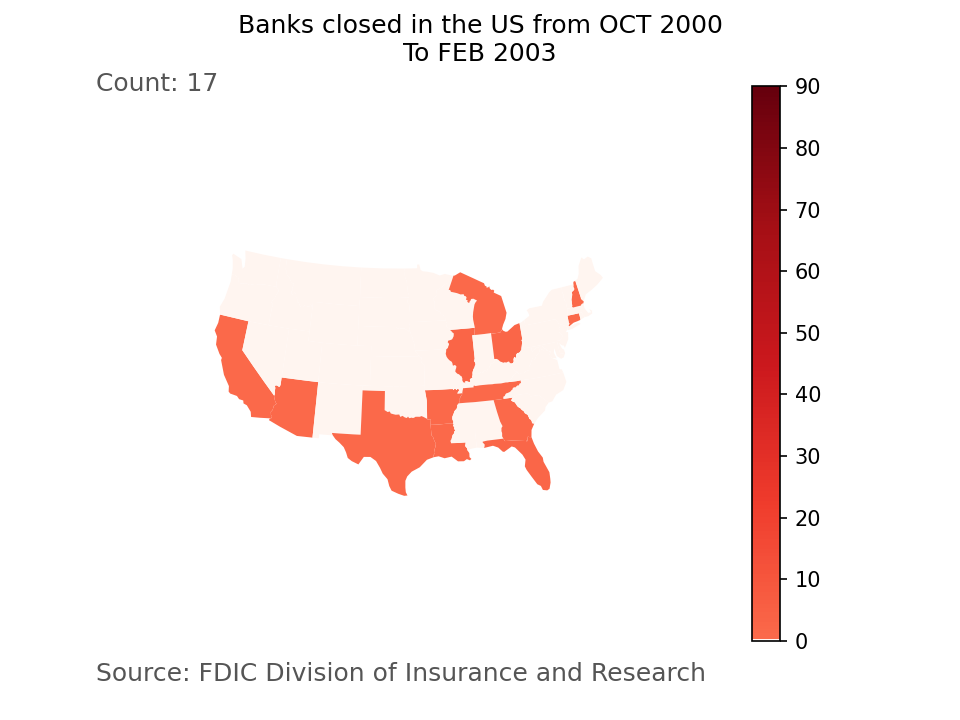 Banks closed in the US from OCT 2000
To FEB 2003
Count: 17
90
80
70
60
50
40
30
20
10
0
Source: FDIC Division of Insurance and Research